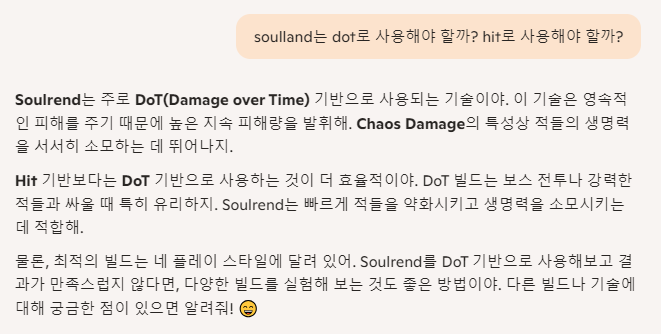 soulland는 dot로 사용해야 할까? hit로 사용해야 할까?
Soulrend는 주로 DoT(Damage over Time) 기반으로 사용되는 기술이야. 이 기술은 영속적
인 피해를 주기 때문에 높은 지속 피해량을 발휘해. Chaos Damage의 특성상 적들의 생명력
을 서서히 소모하는 데 뛰어나지.
Hit 기반보다는 DoT 기반으로 사용하는 것이 더 효율적이야. DoT 빌드는 보스 전투나 강력한
적들과 싸울 때 특히 유리하지. Soulrend는 빠르게 적들을 약화시키고 생명력을 소모시키는
데 적합해.
물론, 최적의 빌드는 네 플레이 스타일에 달려 있어. Soulrend를 DoT 기반으로 사용해보고 결
과가 만족스럽지 않다면, 다양한 빌드를 실험해 보는 것도 좋은 방법이야. 다른 빌드나 기술에
대해 궁금한 점이 있으면 알려줘! 😄